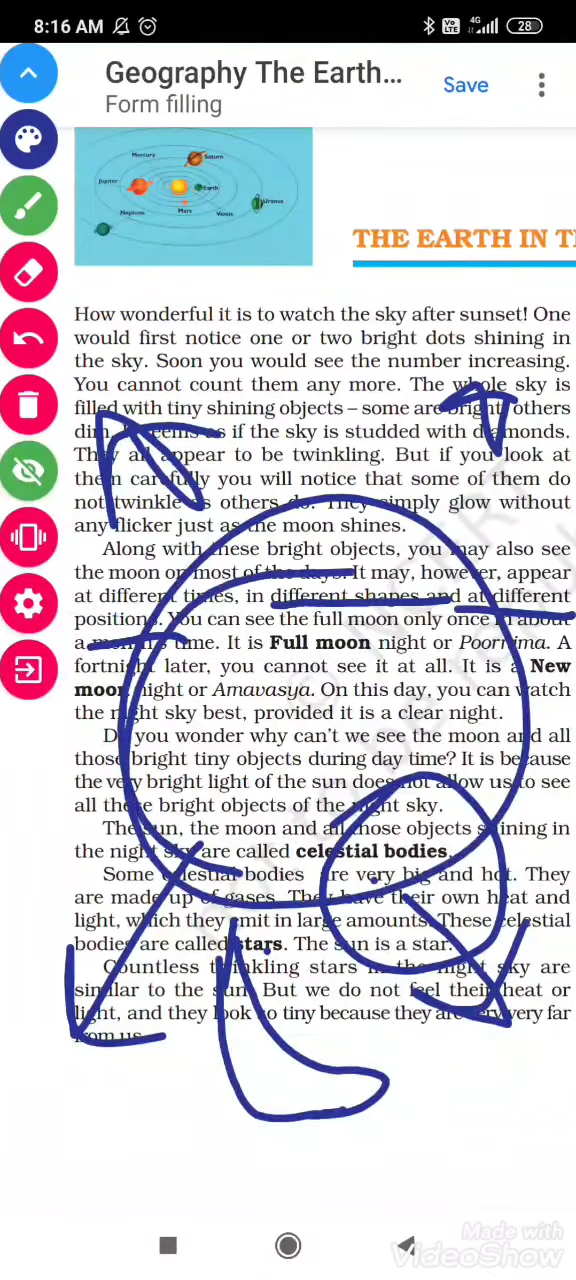 8:16 AM
Vo LTE 4G 28
Geography The Earth...
Save
Form filling
Mercury
Saturn
Jupiter
Earth
Uranus
Neptune
Mars
Venus
THE EARTH IN T
How wonderful it is to watch the sky after sunset! One
would first notice one or two bright dots shining in
the sky. Soon you would see the number increasing.
You cannot count them any more. The whole sky is
filled with tiny shining objects – some are bright, others
dim. It seems as if the sky is studded with diamonds.
They all appear to be twinkling. But if you look at
them carefully you will notice that some of them do
not twinkle as others do. They simply glow without
any flicker just as the moon shines.
Along with these bright objects, you may also see
the moon on most of the days. It may, however, appear
at different times, in different shapes and at different
positions. You can see the full moon only once in about
a month's time. It is Full moon night or Poornima. A
fortnight later, you cannot see it at all. It is a New
moon night or Amavasya. On this day, you can watch
the night sky best, provided it is a clear night.
Do you wonder why can't we see the moon and all
those bright tiny objects during day time? It is because
the very bright light of the sun does not allow us to see
all these bright objects of the night sky.
The sun, the moon and all those objects shining in
the night sky are called celestial bodies.
Some celestial bodies are very big and hot. They
are made up of gases. They have their own heat and
light, which they emit in large amounts. These celestial
bodies are called stars. The sun is a star.
Countless twinkling stars in the night sky are
similar to the sun. But we do not feel their heat or
light, and they look so tiny because they are very very far
from us.
Made with
VideoShow